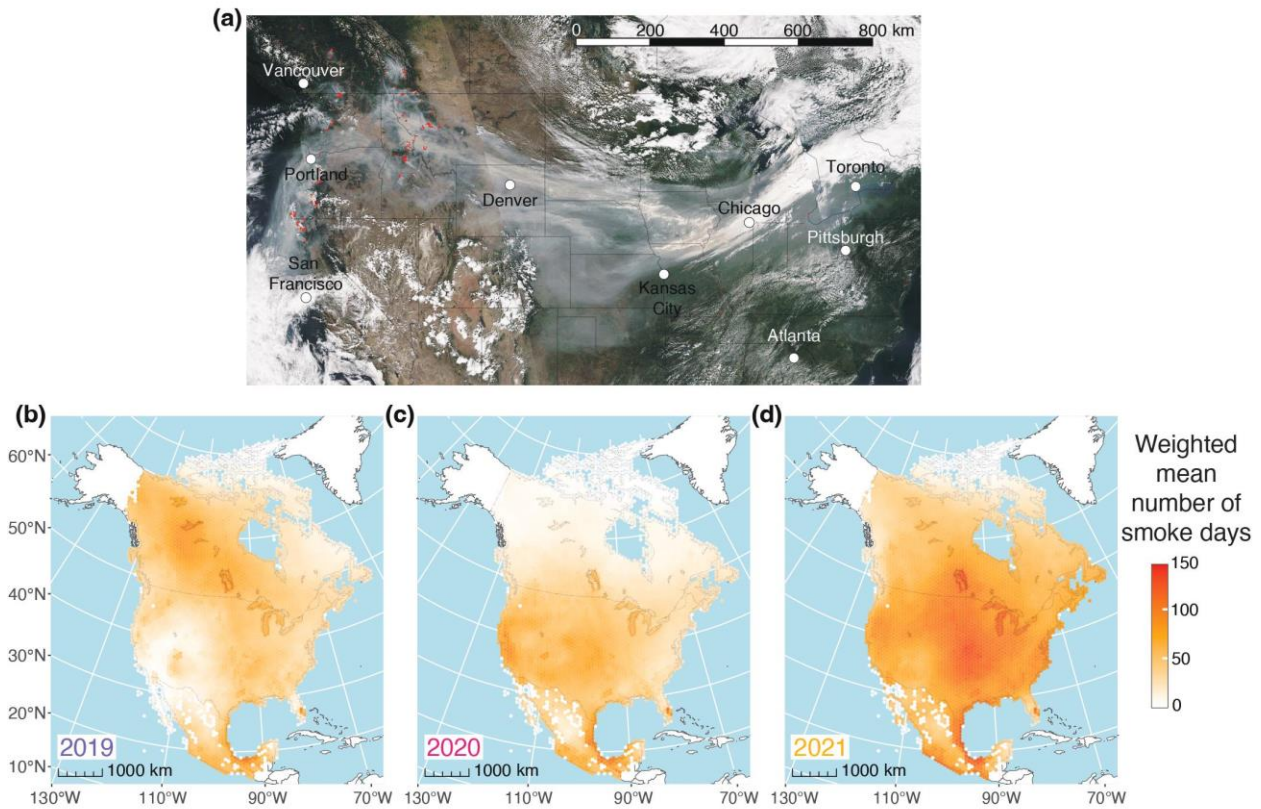 (a)
0 200 400 600 800 km
Vancouver
Portland
Denver
Toronto
Chicago
Pittsburgh
San
Francisco
Kansas
City
Atlanta
(b)
(c)
(d)
60°N
50°N
40°N
30°N
20°N
10°N
2019
1000 km
2020
1000 km
2021
1000 km
130°W 110°W 90°W 70°W
130°W 110°W 90°W 70°W
130°W 110°W 90°W 70°W
Weighted
mean
number of
smoke days
150
100
50
0